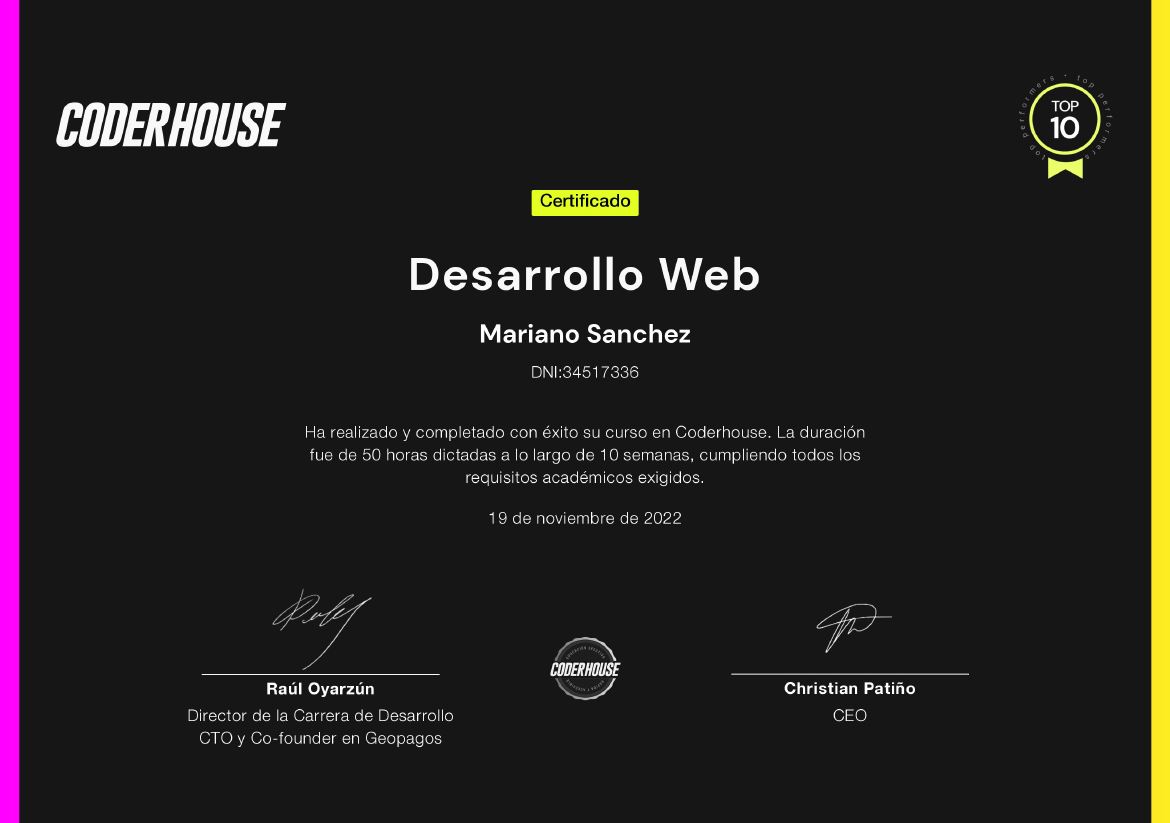 CODERHOUSE
top performers • top performers
TOP
10
Certificado
Desarrollo Web
Mariano Sanchez
DNI:34517336
Ha realizado y completado con éxito su curso en Coderhouse. La duración
fue de 50 horas dictadas a lo largo de 10 semanas, cumpliendo todos los
requisitos académicos exigidos.
19 de noviembre de 2022
CODERHOUSE
Raúl Oyarzún
Director de la Carrera de Desarrollo
CTO y Co-founder en Geopagos
Christian Patiño
CEO